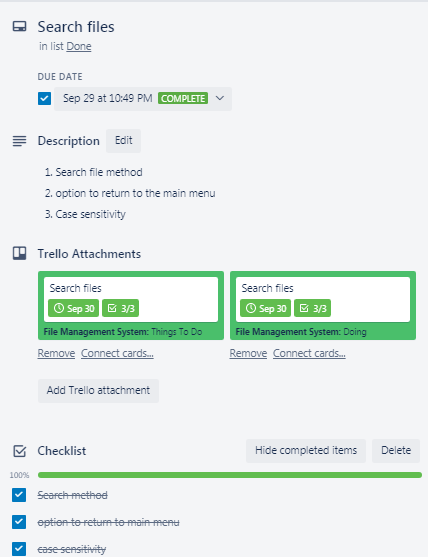 Search files
in list Done
DUE DATE
Sep 29 at 10:49 PM COMPLETE
Description Edit
1. Search file method
2. option to return to the main menu
3. Case sensitivity
Trello Attachments
Search files
Sep 30 3/3
File Management System: Things To Do
Remove Connect cards...
Search files
Sep 30 3/3
File Management System: Doing
Remove Connect cards...
Add Trello attachment
Checklist Hide completed items Delete
100%
Search method
option to return to main menu
case sensitivity